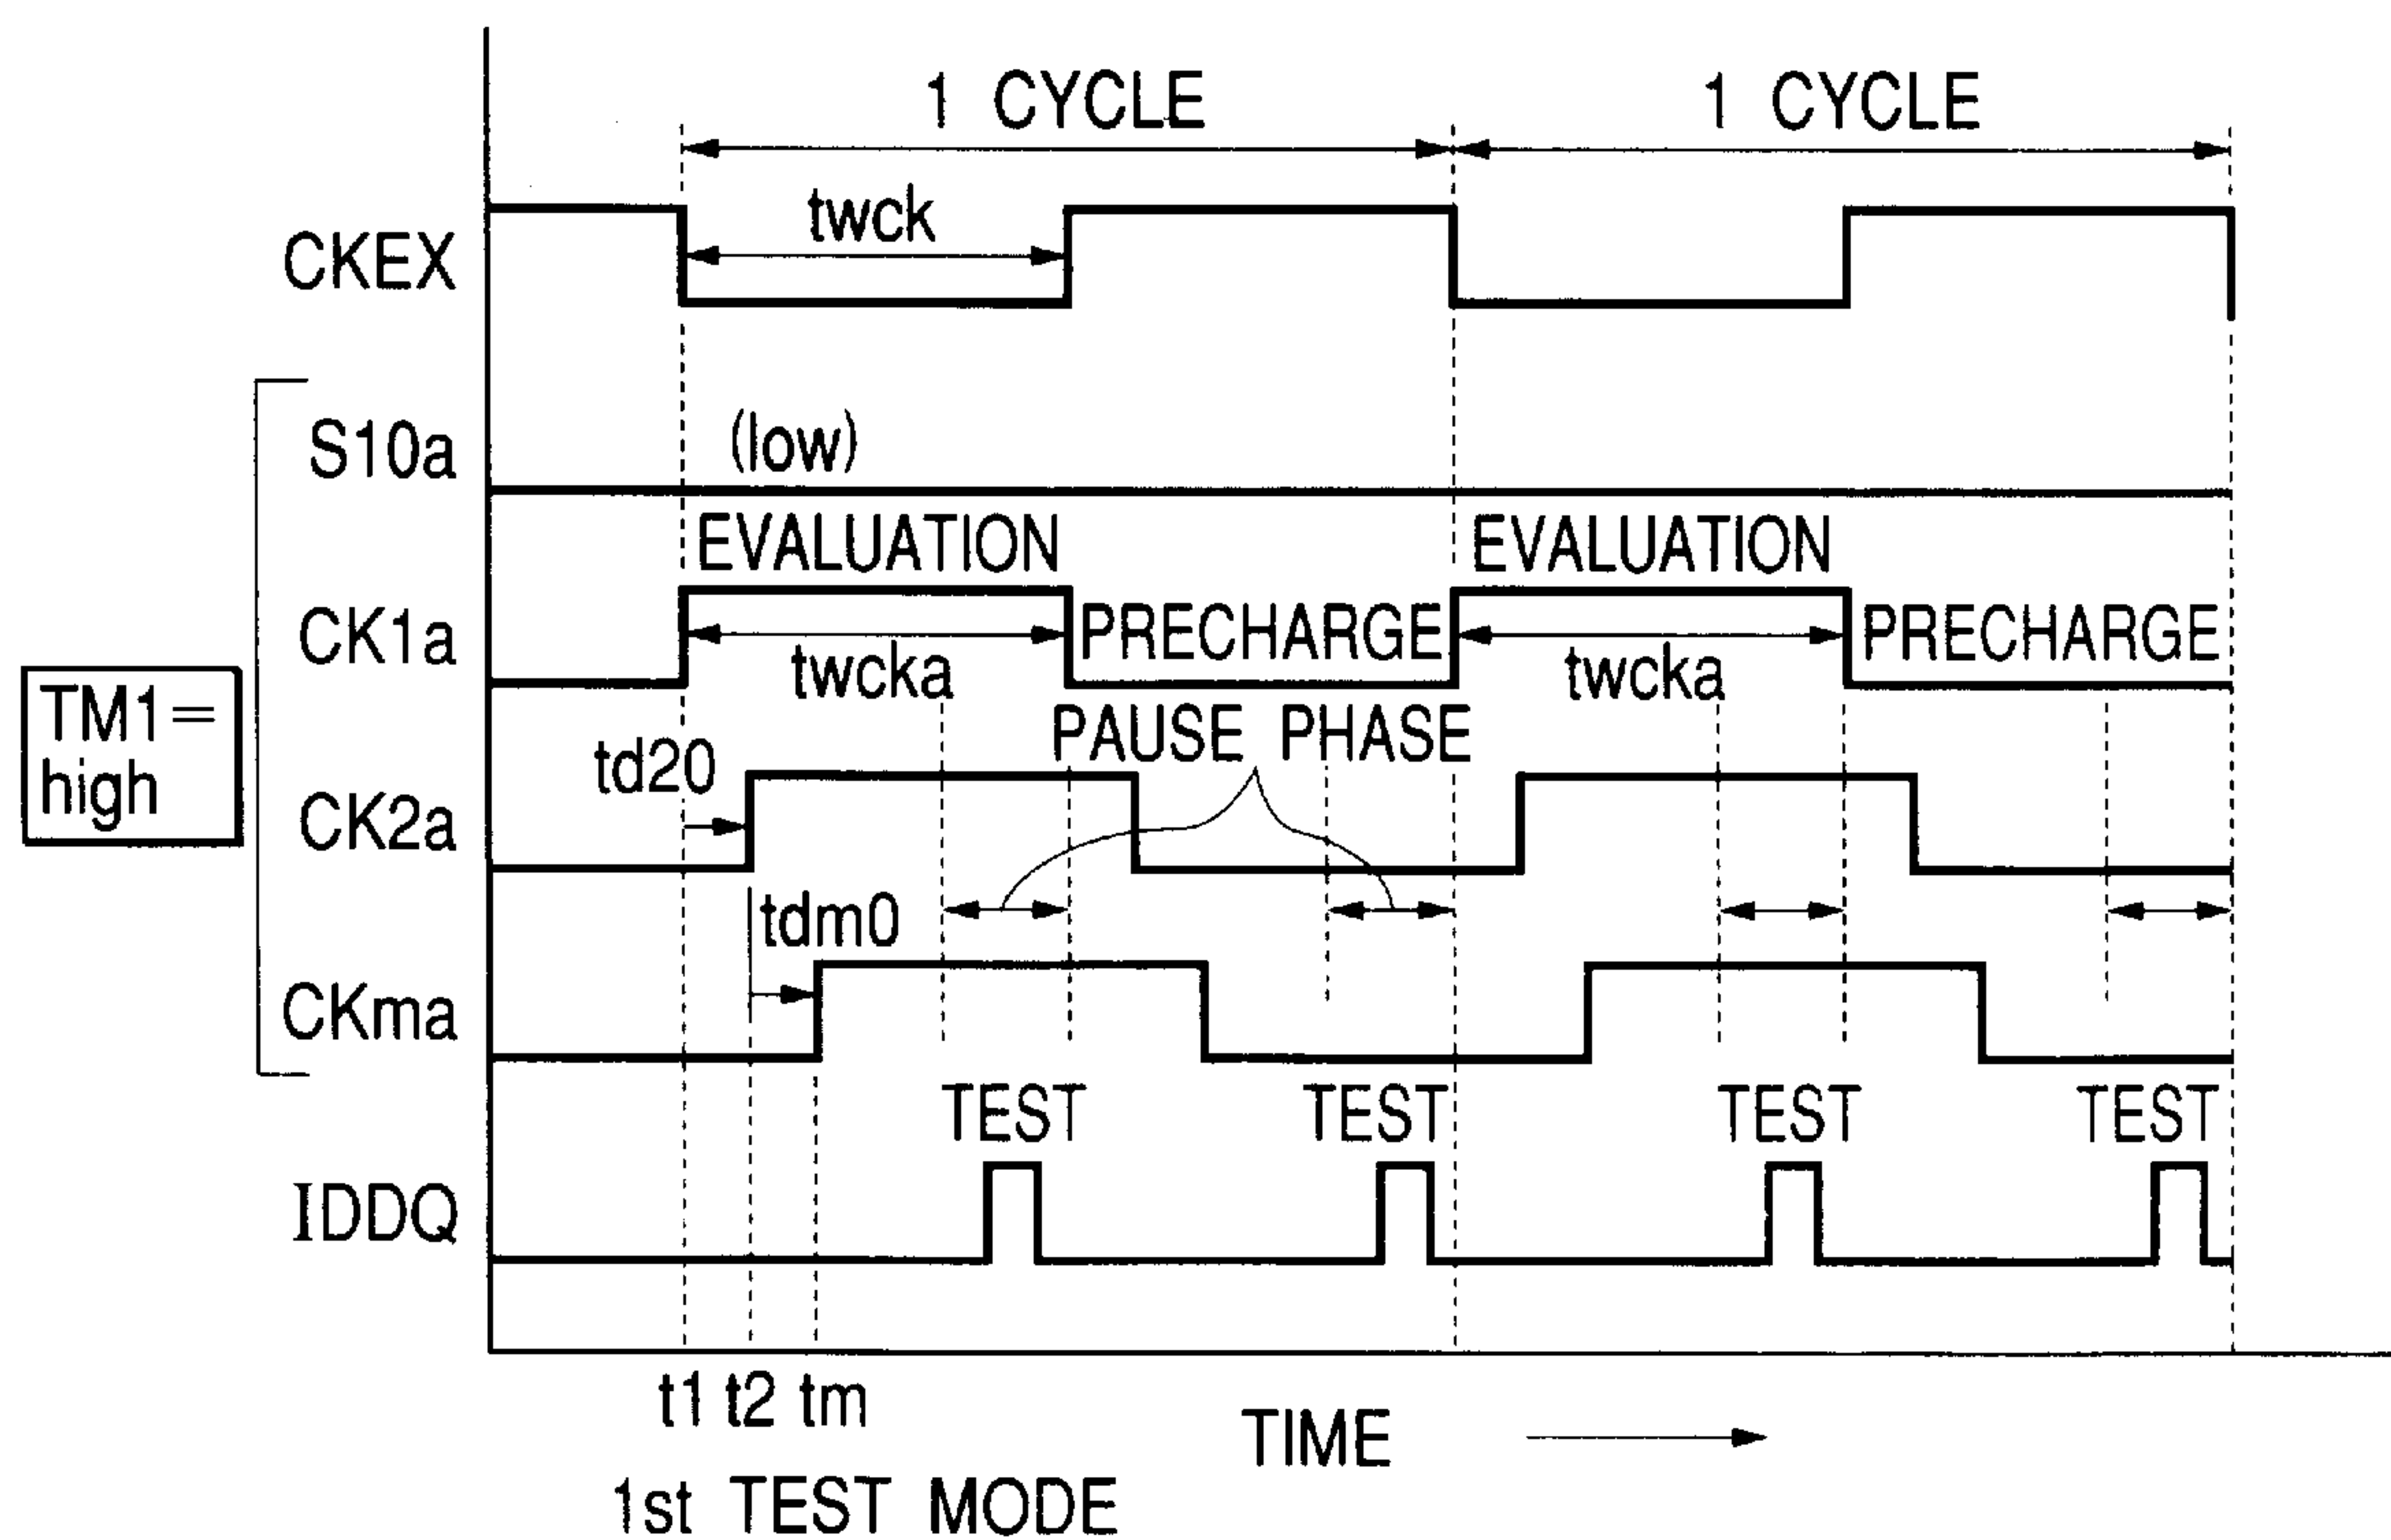 1 CYCLE 1 CYCLE
twck
CKEX
(low)
S10a
EVALUATION EVALUATION
CK1a
PRECHARGE PRECHARGE
twcka twcka
TM1=
high
PAUSE PHASE
td20
CK2a
tdm0
CKma
TEST TEST TEST TEST
IDDQ
t1 t2 tm
TIME
1st TEST MODE